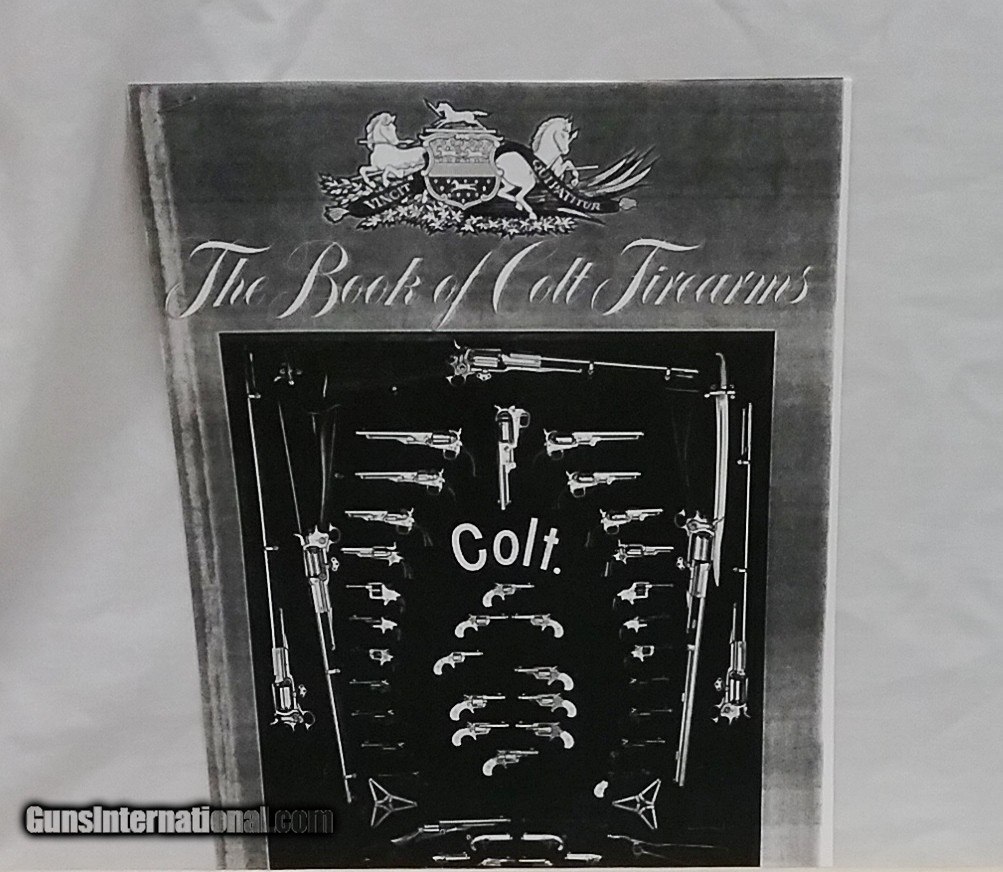 VINCIT QUI PATITUR
The Book of Colt Firearms
Colt.
GunsInternational.com